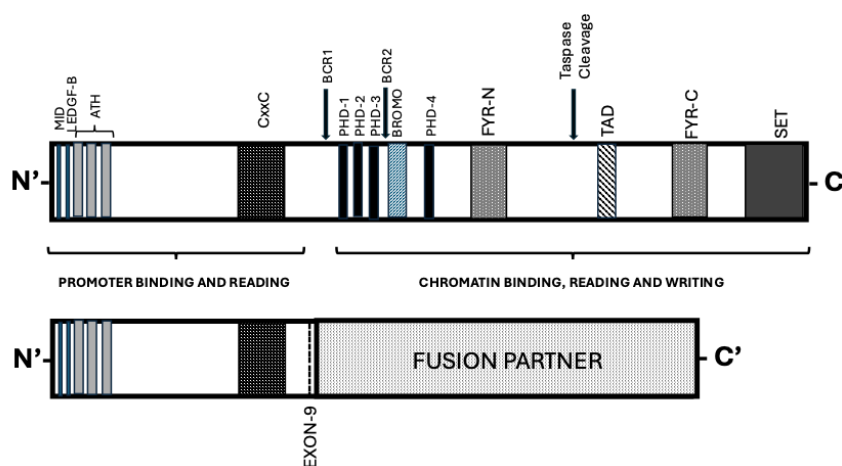 MID
LEDGF-B
ATH
CxxC
BCR1
PHD-1
PHD-2
PHD-3
BCR2
BROMO
PHD-4
FYR-N
Taspase
Cleavage
TAD
FYR-C
SET
N’
C
PROMOTER BINDING AND READING
CHROMATIN BINDING, READING AND WRITING
N’
FUSION PARTNER
C’
EXON-9